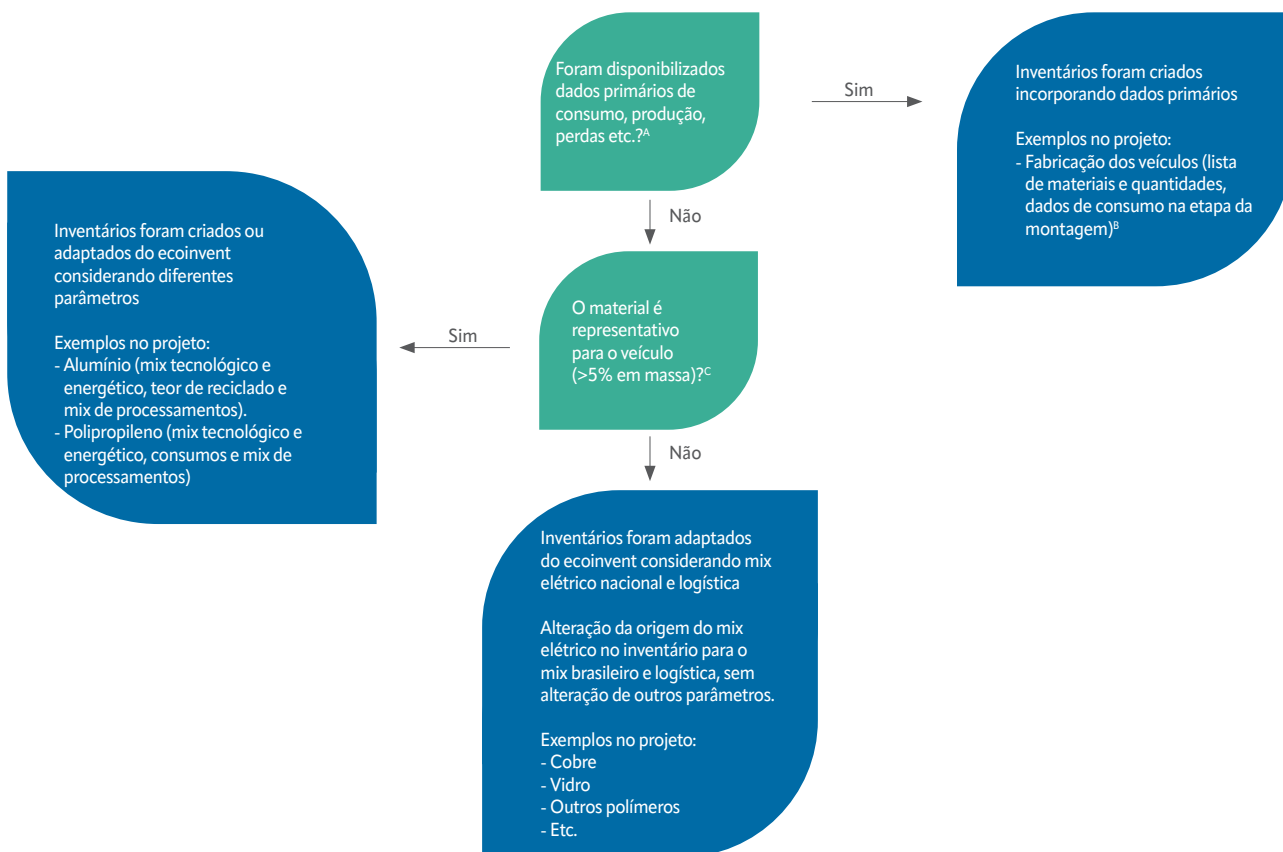 Foram disponibilizados
dados primários de
consumo, produção,
perdas etc.?ᴬ
Sim
Inventários foram criados
incorporando dados primários
Exemplos no projeto:
- Fabricação dos veículos (lista
de materiais e quantidades,
dados de consumo na etapa da
montagem)ᴮ
Não
O material é
representativo
para o veículo
(>5% em massa)?ᶜ
Sim
Inventários foram criados ou
adaptados do ecoinvent
considerando diferentes
parâmetros
Exemplos no projeto:
- Alumínio (mix tecnológico e
energético, teor de reciclado e
mix de processamentos).
- Polipropileno (mix tecnológico e
energético, consumos e mix de
processamentos)
Não
Inventários foram adaptados
do ecoinvent considerando mix
elétrico nacional e logística
Alteração da origem do mix
elétrico no inventário para o
mix brasileiro e logística, sem
alteração de outros parâmetros.
Exemplos no projeto:
- Cobre
- Vidro
- Outros polímeros
- Etc.